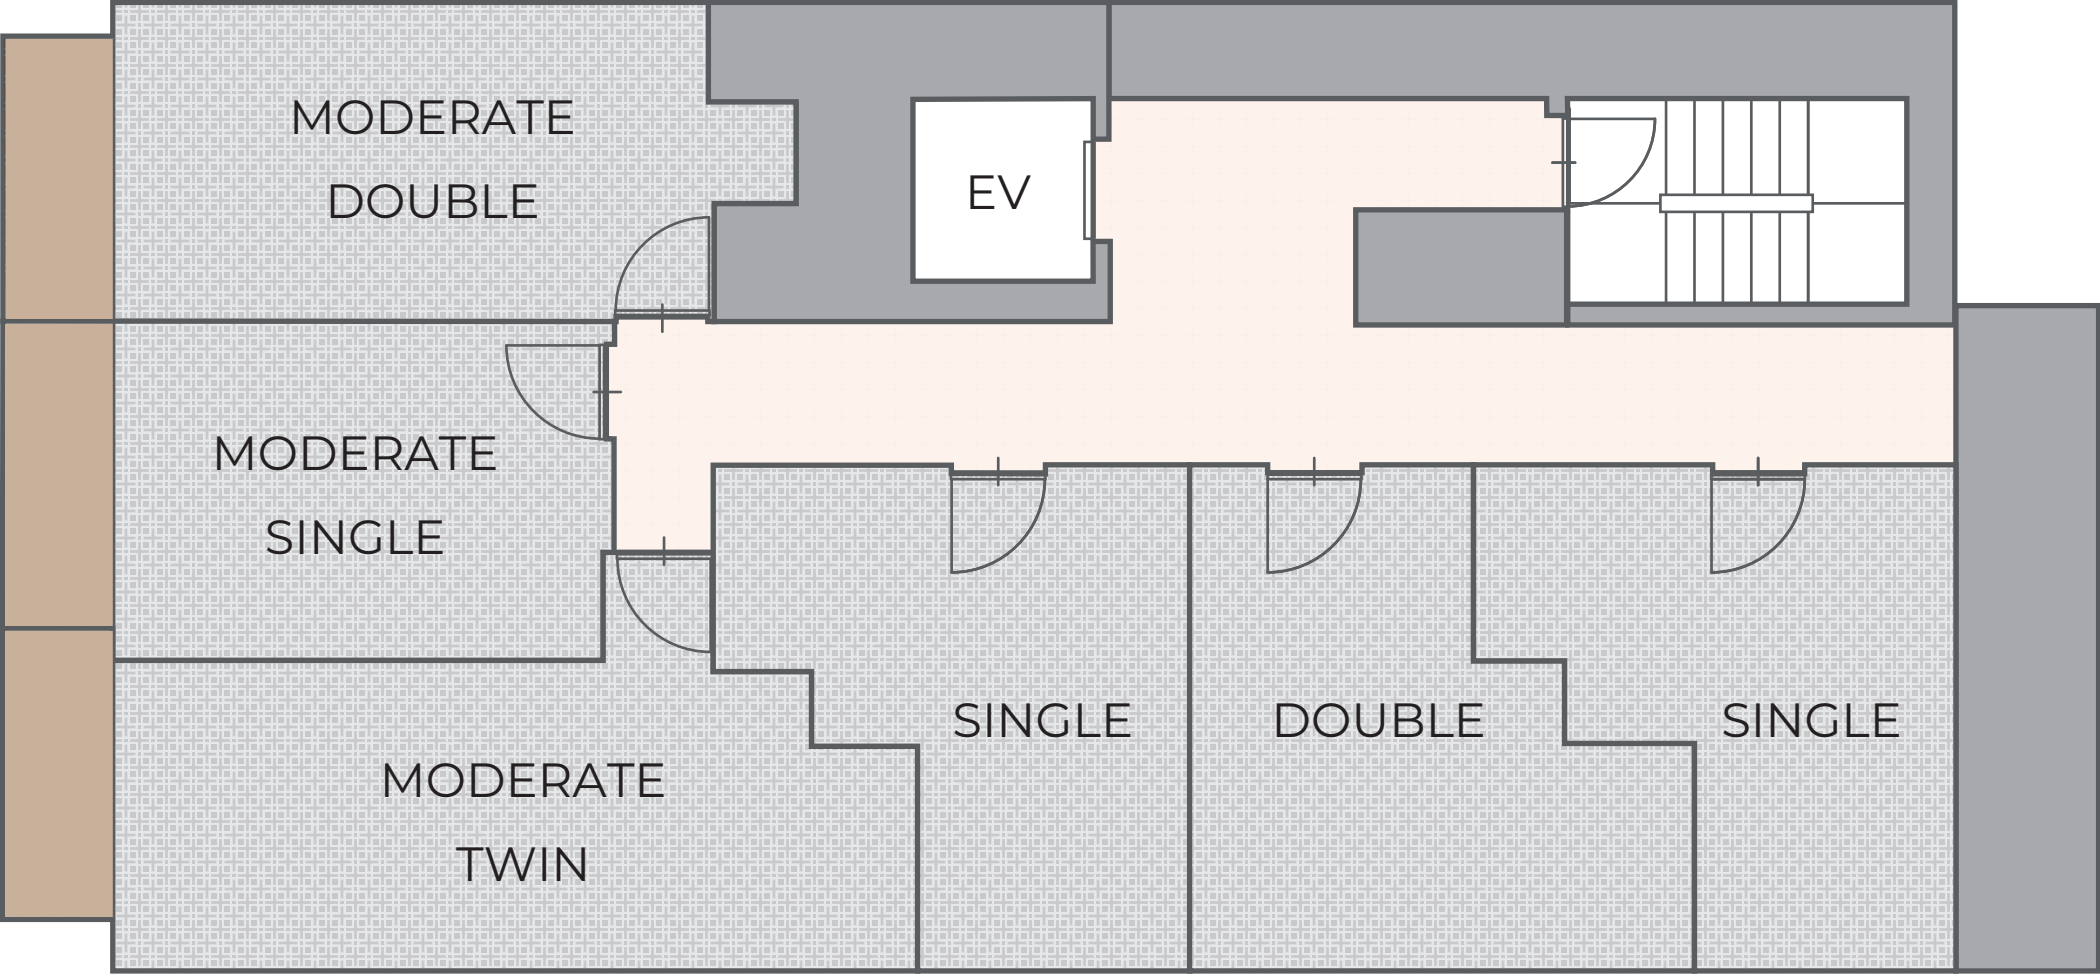 MODERATE
DOUBLE
EV
MODERATE
SINGLE
SINGLE
DOUBLE
SINGLE
MODERATE
TWIN